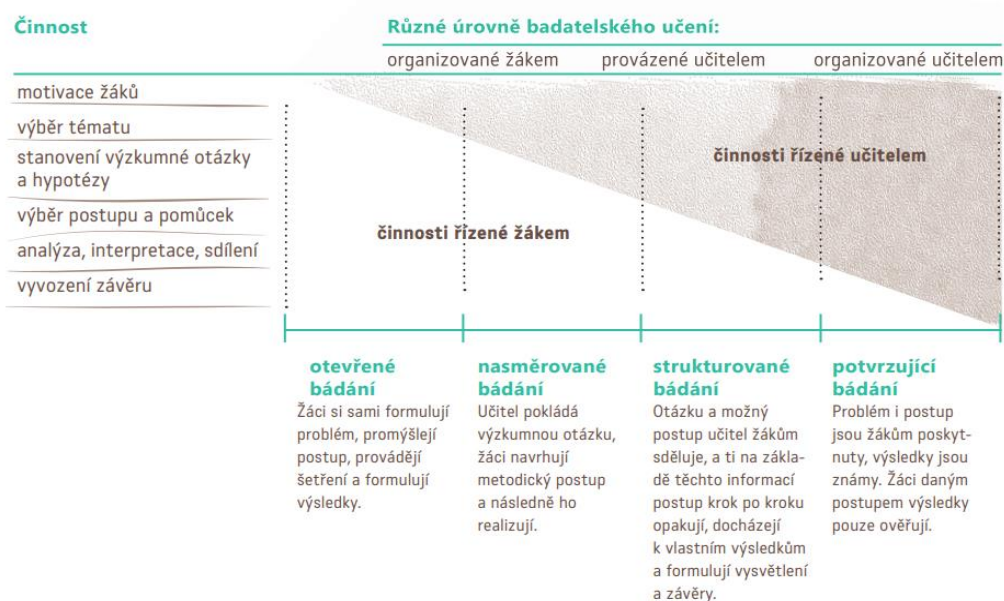 Činnost
Různé úrovně badatelského učení:
organizované žákem
provázené učitelem
organizované učitelem
motivace žáků
výběr tématu
stanovení výzkumné otázky
a hypotézy
výběr postupu a pomůcek
analýza, interpretace, sdílení
vyvození závěru
činnosti řízené učitelem
činnosti řízené žákem
otevřené
bádání
Žáci si sami formulují
problém, promýšlejí
postup, provádějí
šetření a formulují
výsledky.
nasměrované
bádání
Učitel pokládá
výzkumnou otázku,
žáci navrhují
metodický postup
a následně ho
realizují.
strukturované
bádání
Otázku a možný
postup učitel žákům
sděluje, a ti na zákla-
dě těchto informací
postup krok po kroku
opakují, docházejí
k vlastním výsledkům
a formulují vysvětlení
a závěry.
potvrzující
bádání
Problém i postup
jsou žákům poskyt-
nuty, výsledky jsou
známy. Žáci daným
postupem výsledky
pouze ověřují.